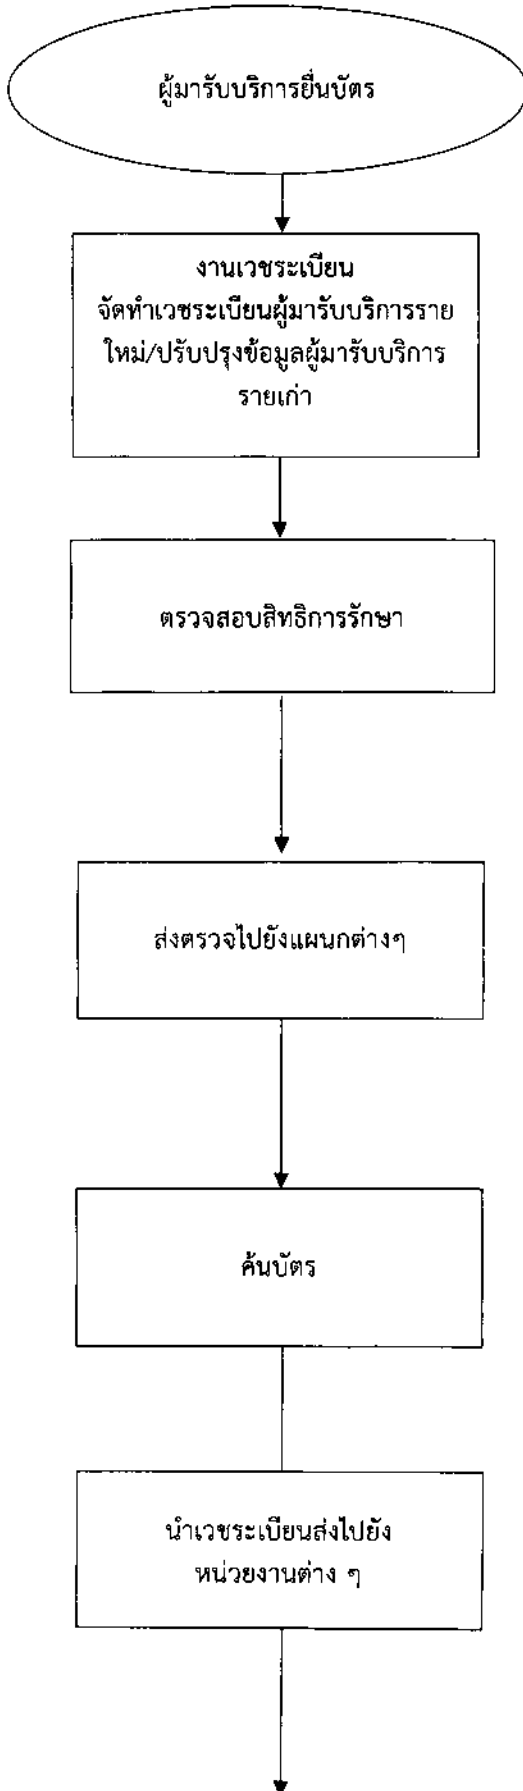 ผู้มารับบริการยื่นบัตร
งานเวชระเบียน
จัดทำเวชระเบียนผู้มารับบริการราย
ใหม่/ปรับปรุงข้อมูลผู้มารับบริการ
รายเก่า
ตรวจสอบสิทธิการรักษา
ส่งตรวจไปยังแผนกต่างๆ
ค้นบัตร
นำเวชระเบียนส่งไปยัง
หน่วยงานต่าง ๆ